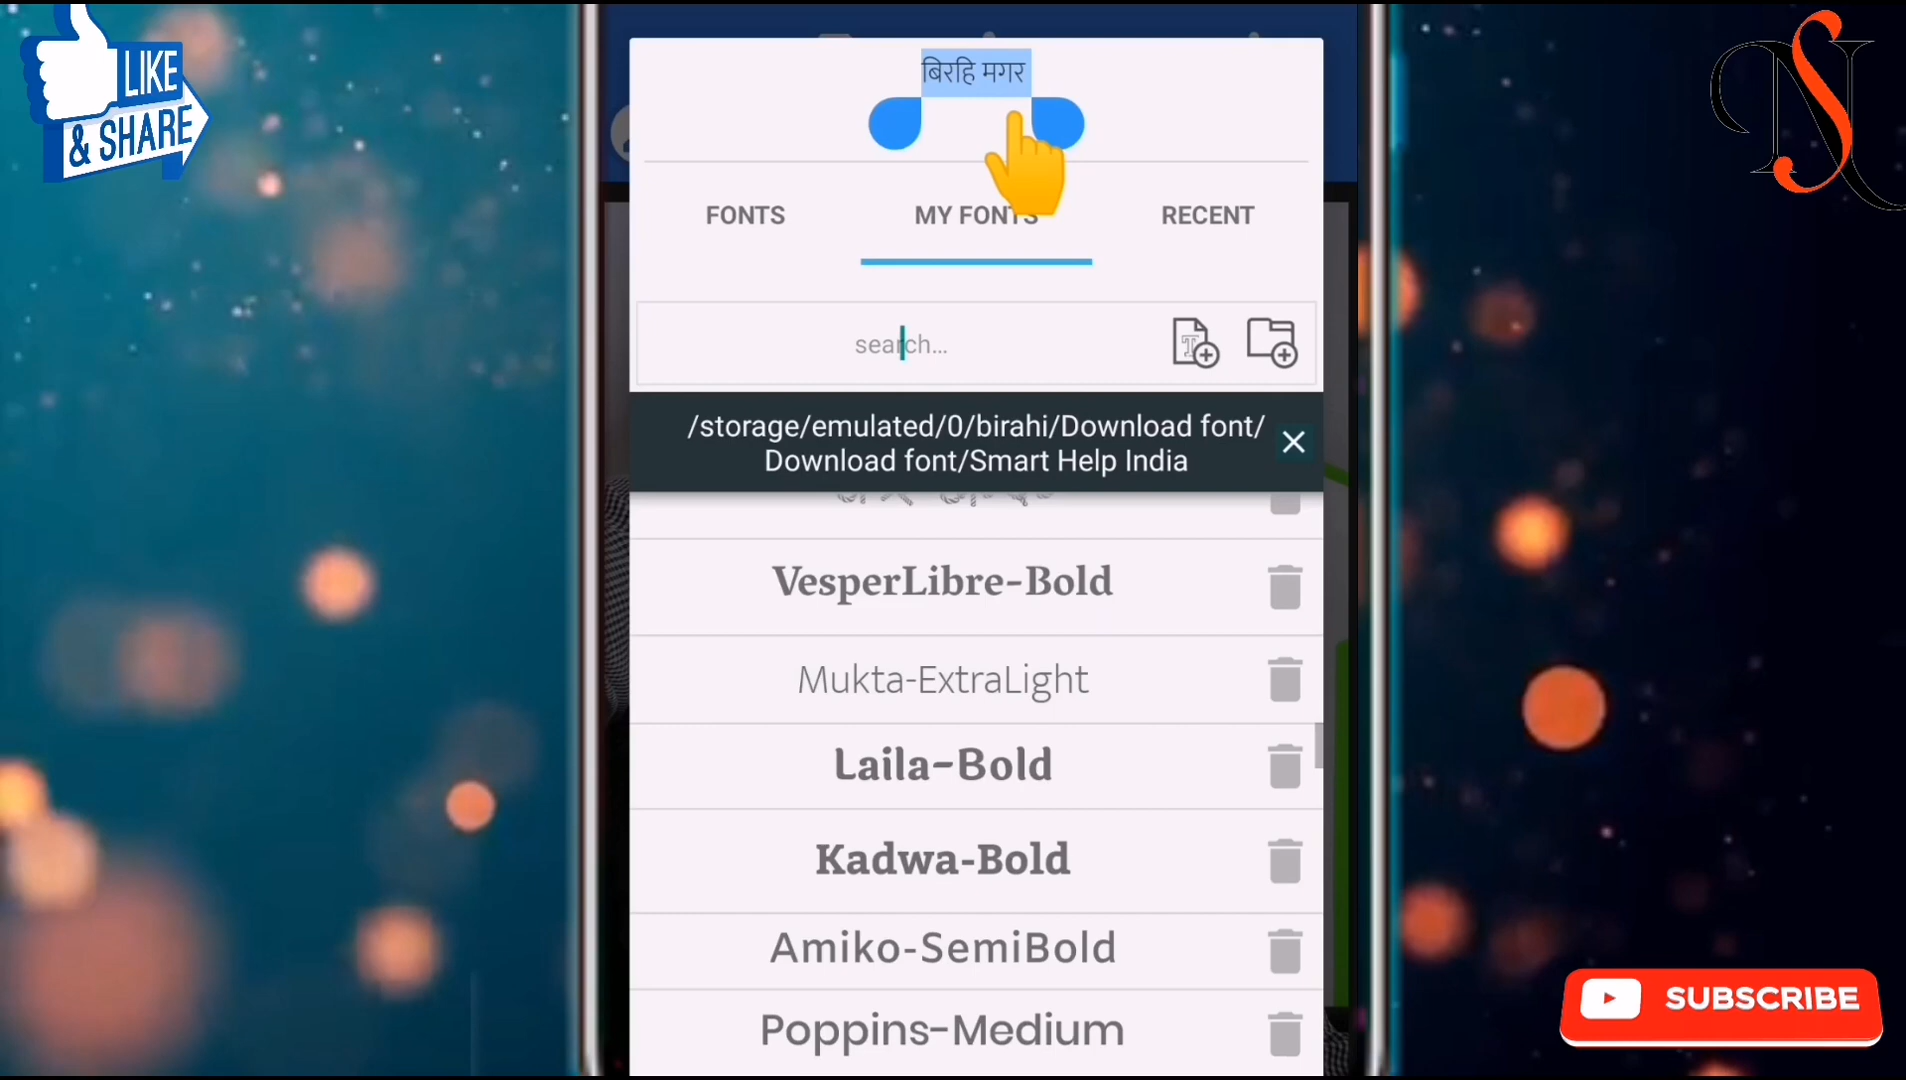 LIKE
& SHARE
बिरहि मगर
FONTS
MY FONTS
RECENT
search...
/storage/emulated/0/birahi/Download font/
Download font/Smart Help India
VesperLibre-Bold
Mukta-ExtraLight
Laila-Bold
Kadwa-Bold
Amiko-SemiBold
Poppins-Medium
SUBSCRIBE